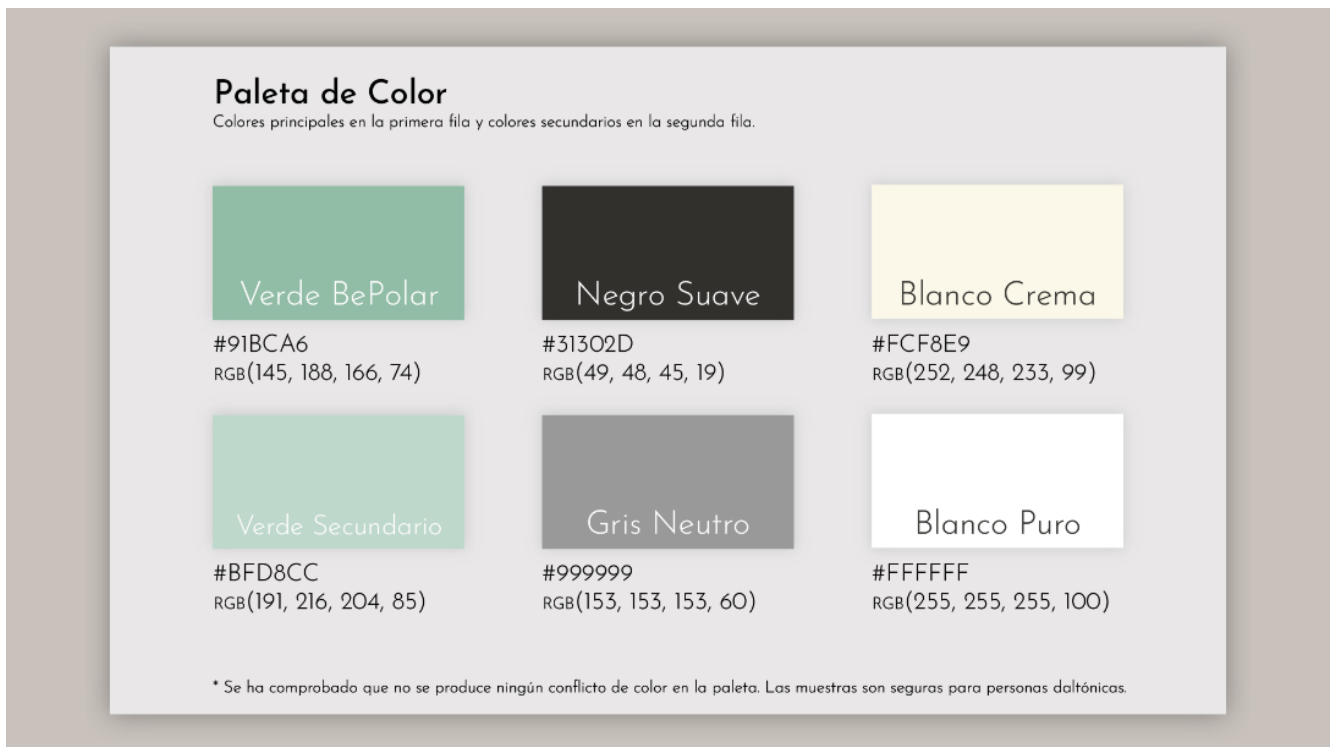 Paleta de Color
Colores principales en la primera fila y colores secundarios en la segunda fila.
Verde BePolar
#91BCA6
RGB(145, 188, 166, 74)
Negro Suave
#31302D
RGB(49, 48, 45, 19)
Blanco Crema
#FCF8E9
RGB(252, 248, 233, 99)
Verde Secundario
#BFD8CC
RGB(191, 216, 204, 85)
Gris Neutro
#999999
RGB(153, 153, 153, 60)
Blanco Puro
#FFFFFF
RGB(255, 255, 255, 100)
* Se ha comprobado que no se produce ningún conflicto de color en la paleta. Las muestras son seguras para personas daltónicas.